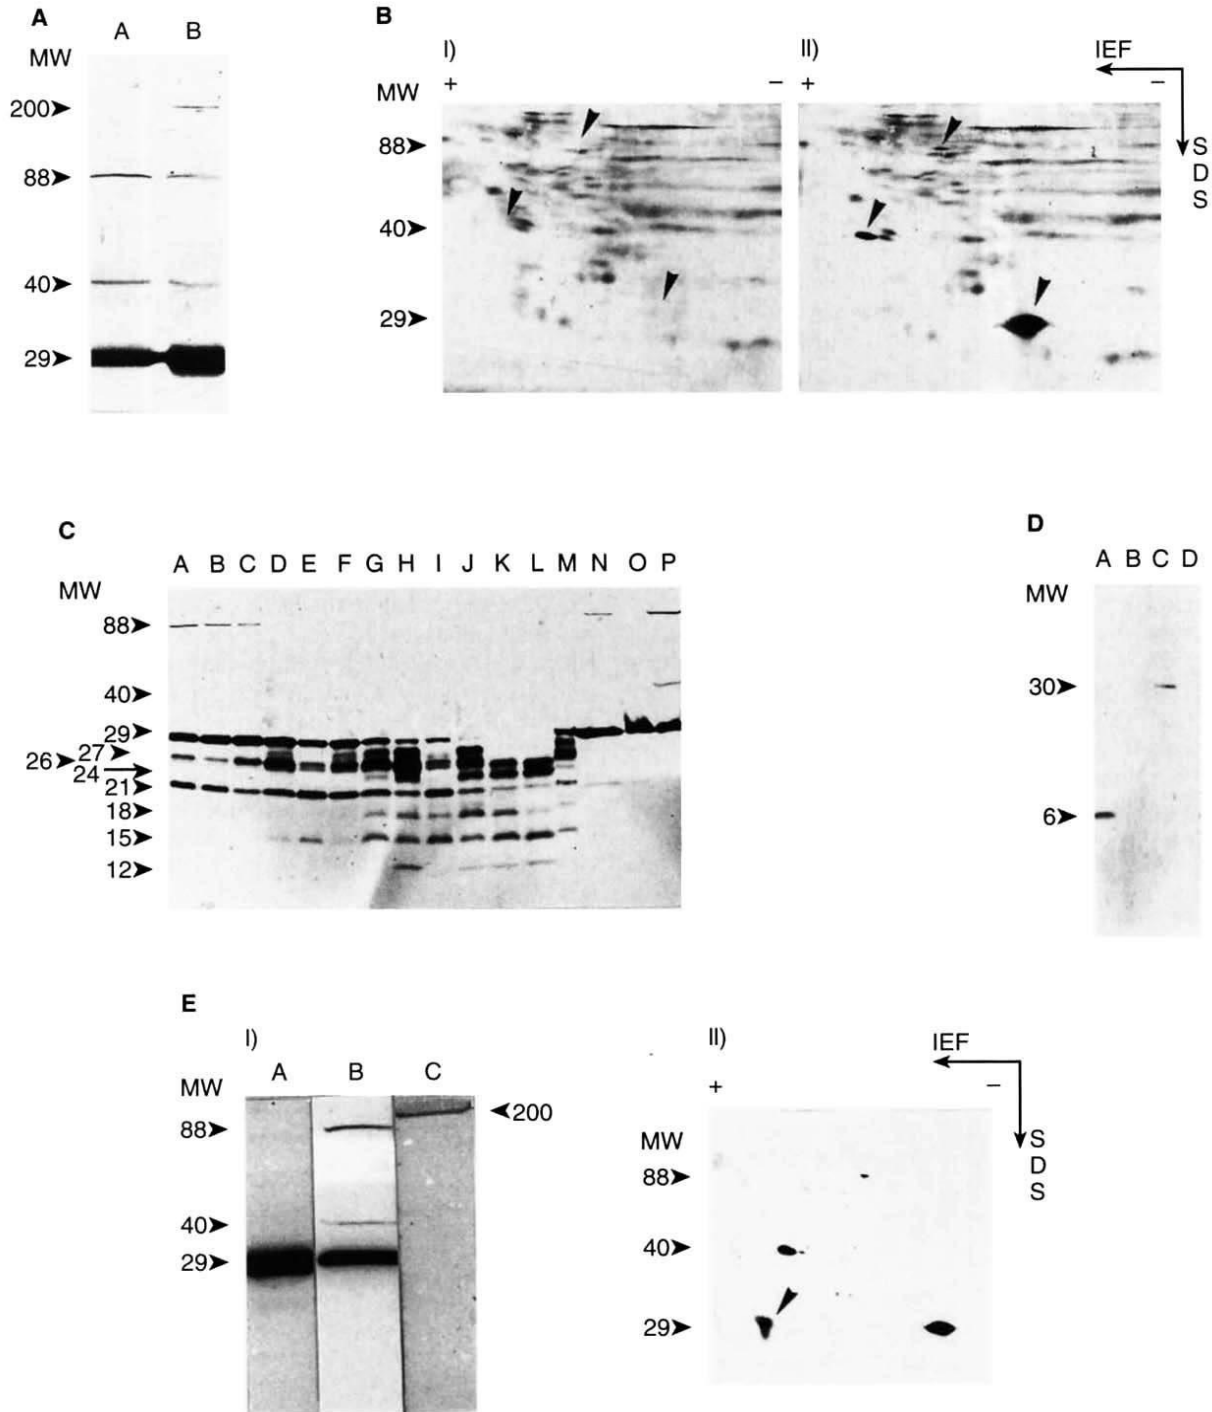 A
A B
MW
200
88
40
29
B
I) II) IEF
+ – + –
MW
88
40
29
S
D
S
C
A B C D E F G H I J K L M N O P
MW
88
40
29
27
26
24
21
18
15
12
D
A B C D
MW
30
6
E
I)
A B C
MW
88
40
29
200
II) IEF
+ –
MW
88
40
29
S
D
S